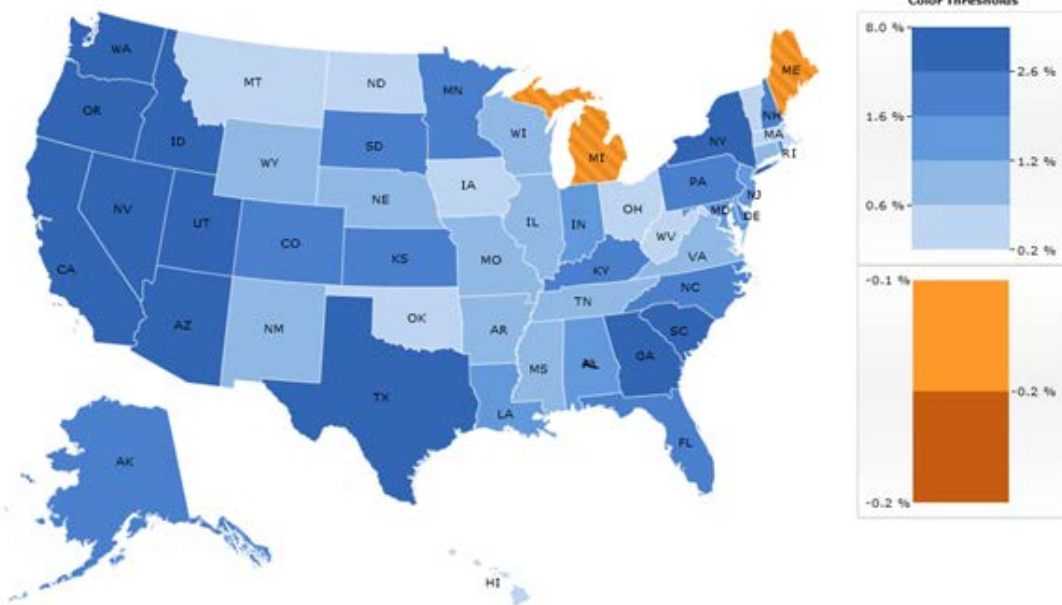 Color Thresholds
WA
MT
ND
MN
ME
OR
ID
WY
SD
WI
MI
NY
NH
MA
RI
NV
UT
CO
NE
IA
IL
IN
OH
PA
NJ
MD
DE
WV
VA
CA
AZ
NM
KS
MO
KY
NC
TN
OK
AR
TX
LA
MS
AL
GA
SC
FL
AK
HI
8.0 %
2.6 %
1.6 %
1.2 %
0.6 %
0.2 %
-0.1 %
-0.2 %
-0.2 %